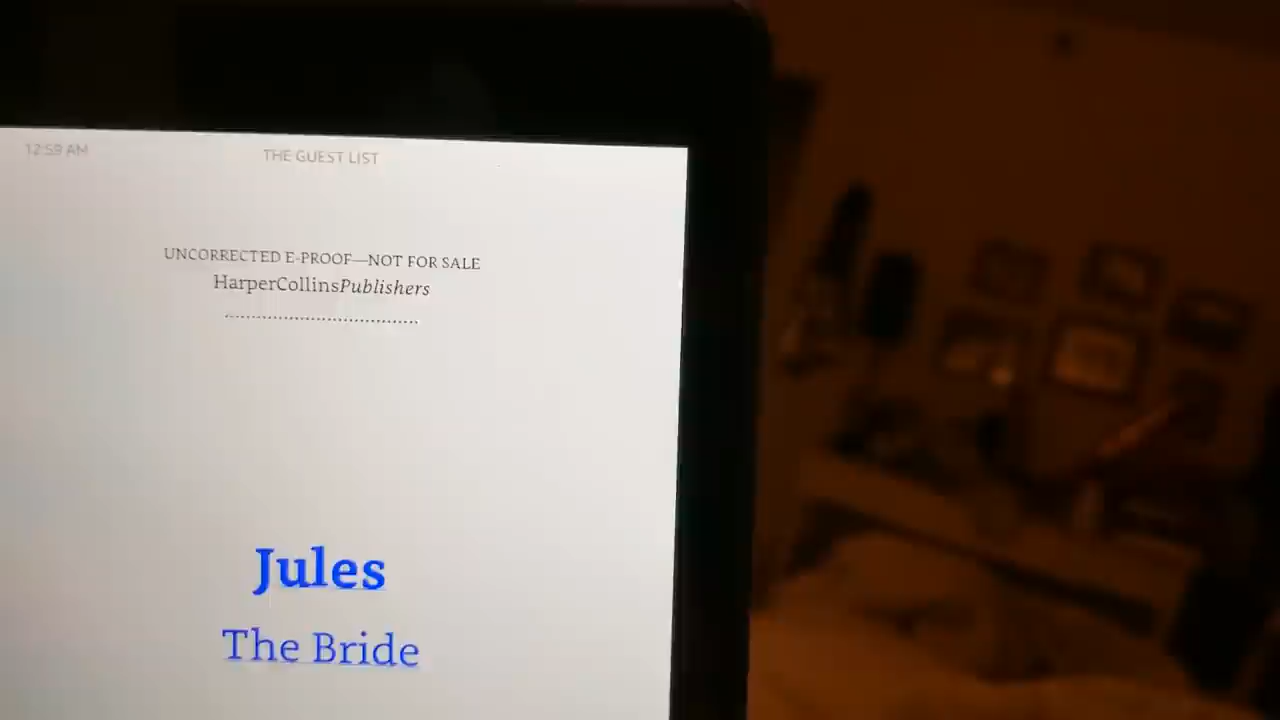 12:59 AM
THE GUEST LIST
UNCORRECTED E-PROOF—NOT FOR SALE
HarperCollinsPublishers
Jules
The Bride